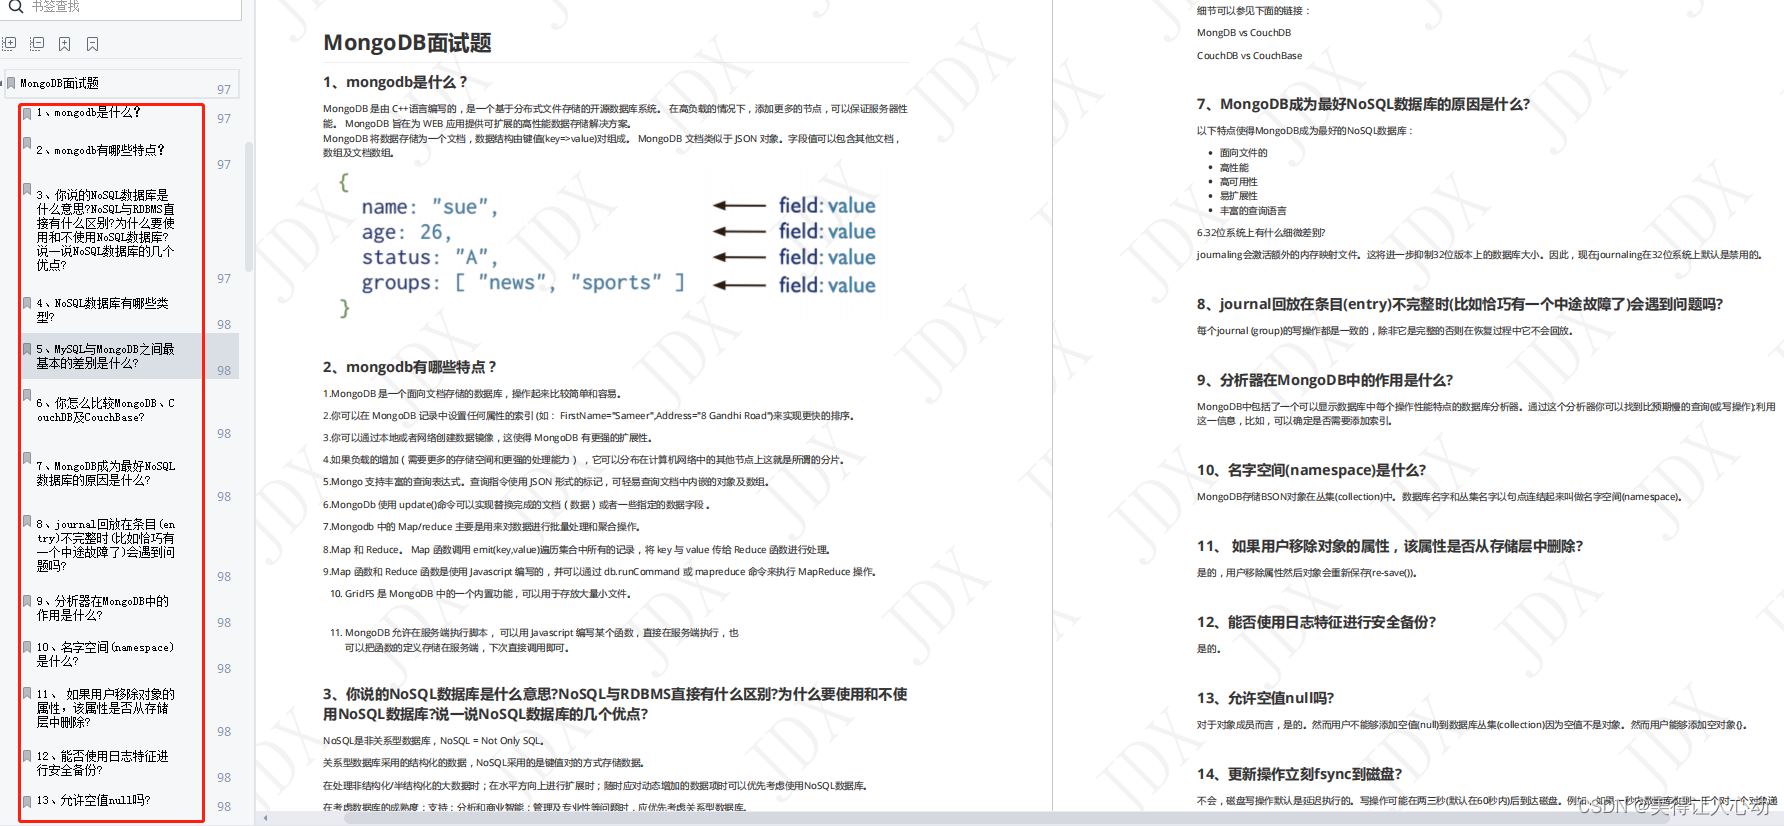 书签查找
MongoDB面试题
97
1、mongodb是什么?
97
2、mongodb有哪些特点?
97
3、你说的NoSQL数据库是
什么意思?NoSQL与RDBMS直
接有什么区别?为什么要使
用和不使用NoSQL数据库?
说一说NoSQL数据库的几个
优点?
97
4、NoSQL数据库有哪些类
型?
98
5、MySQL与MongoDB之间最
基本的差别是什么?
98
6、你怎么比较MongoDB、C
ouchDB及CouchBase?
98
7、MongoDB成为最好NoSQL
数据库的原因是什么?
98
8、journal回放在条目(en
try)不完整时(比如恰巧有
一个中途故障了)会遇到问
题吗?
98
9、分析器在MongoDB中的
作用是什么?
98
10、名字空间(namespace)
是什么?
98
11、 如果用户移除对象的
属性，该属性是否从存储
层中删除?
98
12、能否使用日志特征进
行安全备份?
98
13、允许空值null吗?
98
MongoDB面试题
1、mongodb是什么？
MongoDB 是由 C++语言编写的，是一个基于分布式文件存储的开源数据库系统。 在高负载的情况下，添加更多的节点，可以保证服务器性
能。 MongoDB 旨在为 WEB 应用提供可扩展的高性能数据存储解决方案。
MongoDB 将数据存储为一个文档，数据结构由键值(key=>value)对组成。 MongoDB 文档类似于 JSON 对象。字段值可以包含其他文档，
数组及文档数组。
{
name: "sue", field: value
age: 26, field: value
status: "A", field: value
groups: [ "news", "sports" ] field: value
}
2、mongodb有哪些特点？
1.MongoDB 是一个面向文档存储的数据库，操作起来比较简单和容易。
2.你可以在 MongoDB 记录中设置任何属性的索引 (如： FirstName="Sameer",Address="8 Gandhi Road")来实现更快的排序。
3.你可以通过本地或者网络创建数据镜像，这使得 MongoDB 有更强的扩展性。
4.如果负载的增加（需要更多的存储空间和更强的处理能力） ，它可以分布在计算机网络中的其他节点上这就是所谓的分片。
5.Mongo 支持丰富的查询表达式。查询指令使用 JSON 形式的标记，可轻易查询文档中内嵌的对象及数组。
6.MongoDb 使用 update()命令可以实现替换完成的文档（数据）或者一些指定的数据字段 。
7.Mongodb 中的 Map/reduce 主要是用来对数据进行批量处理和聚合操作。
8.Map 和 Reduce。 Map 函数调用 emit(key,value)遍历集合中所有的记录，将 key 与 value 传给 Reduce 函数进行处理。
9.Map 函数和 Reduce 函数是使用 Javascript 编写的，并可以通过 db.runCommand 或 mapreduce 命令来执行 MapReduce 操作。
10. GridFS 是 MongoDB 中的一个内置功能，可以用于存放大量小文件。
11. MongoDB 允许在服务端执行脚本， 可以用 Javascript 编写某个函数，直接在服务端执行，也
可以把函数的定义存储在服务端，下次直接调用即可。
3、你说的NoSQL数据库是什么意思?NoSQL与RDBMS直接有什么区别?为什么要使用和不使
用NoSQL数据库?说一说NoSQL数据库的几个优点?
NoSQL是非关系型数据库，NoSQL = Not Only SQL。
关系型数据库采用的结构化的数据，NoSQL采用的是键值对的方式存储数据。
在处理非结构化/半结构化的大数据时；在水平方向上进行扩展时；随时应对动态增加的数据项时可以优先考虑使用NoSQL数据库。
在考虑数据库的成熟度；支持；分析和商业智能；管理及专业性等问题时，应优先考虑关系型数据库。
细节可以参见下面的链接：
MongDB vs CouchDB
CouchDB vs CouchBase
7、MongoDB成为最好NoSQL数据库的原因是什么?
以下特点使得MongoDB成为最好的NoSQL数据库：
• 面向文件的
• 高性能
• 高可用性
• 易扩展性
• 丰富的查询语言
6.32位系统上有什么细微差别?
journaling会激活额外的内存映射文件。这将进一步抑制32位版本上的数据库大小。因此，现在journaling在32位系统上默认是禁用的。
8、journal回放在条目(entry)不完整时(比如恰巧有一个中途故障了)会遇到问题吗?
每个journal (group)的写操作都是一致的，除非它是完整的否则在恢复过程中它不会回放。
9、分析器在MongoDB中的作用是什么?
MongoDB中包括了一个可以显示数据库中每个操作性能特点的数据库分析器。通过这个分析器你可以找到比预期慢的查询(或写操作);利用
这一信息，比如，可以确定是否需要添加索引。
10、名字空间(namespace)是什么?
MongoDB存储BSON对象在丛集(collection)中。数据库名字和丛集名字以句点连结起来叫做名字空间(namespace)。
11、 如果用户移除对象的属性，该属性是否从存储层中删除?
是的，用户移除属性然后对象会重新保存(re-save())。
12、能否使用日志特征进行安全备份?
是的。
13、允许空值null吗?
对于对象成员而言，是的。然而用户不能够添加空值(null)到数据库丛集(collection)因为空值不是对象。然而用户能够添加空对象{}。
14、更新操作立刻fsync到磁盘?
不会，磁盘写操作默认是延迟执行的。写操作可能在两三秒(默认在60秒内)后到达磁盘。例如，如果一秒内数据库收到一千个对一个对象递
JDX
CSDN @美得让人心动